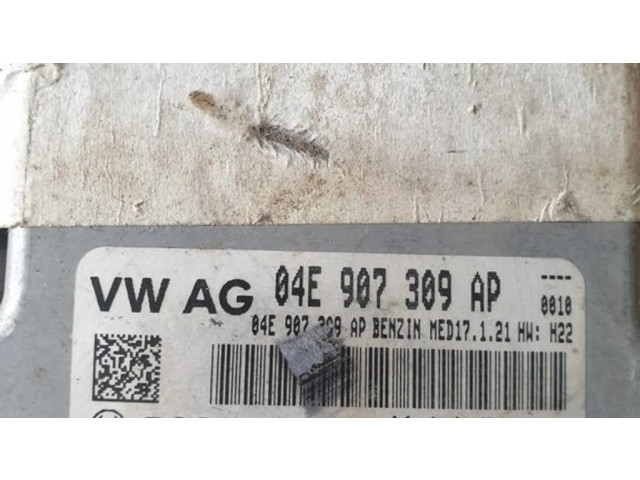 VW AG 04E 907 309 AP ----
0010
04E 907 309 AP BENZIN MED17.1.21 HW: H22